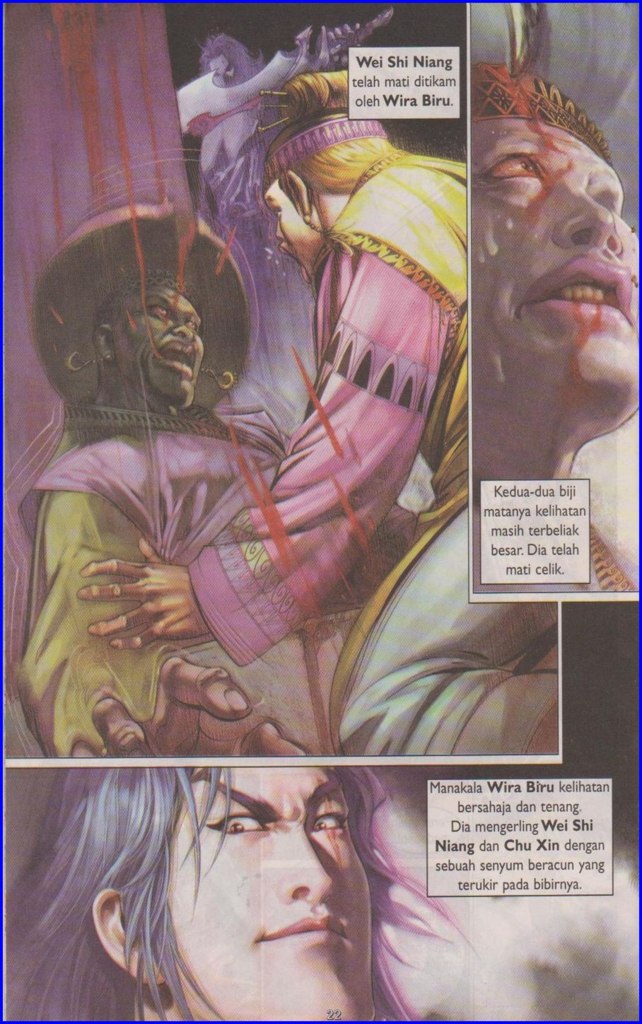 Wei Shi Niang
telah mati ditikam
oleh Wira Biru.
Kedua-dua biji
matanya kelihatan
masih terbeliak
besar. Dia telah
mati celik.
Manakala Wira Biru kelihatan
bersahaja dan tenang.
Dia mengerling Wei Shi
Niang dan Chu Xin dengan
sebuah senyum beracun yang
terukir pada bibirnya.
22